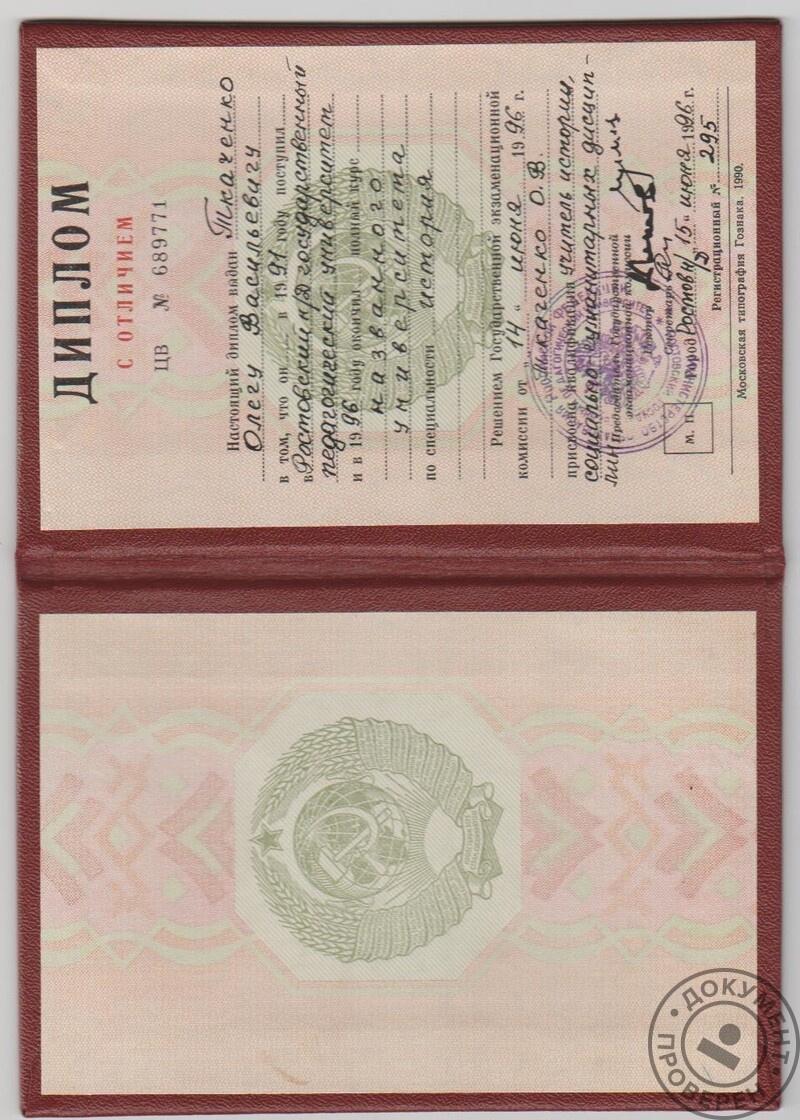 ДИПЛОМ
С ОТЛИЧИЕМ
ЦВ № 689771
Настоящий диплом выдан Ткаченко
Олегу Васильевичу
в том, что он в 1991 году поступил
в Ростовский н/Д государственный
педагогический университет
и в 1996 году окончил полный курс
названного
университета
по специальности история
Решением Государственной экзаменационной
комиссии от "14" июня 1996 г.
Ткаченко О.В.
присвоена квалификация учитель истории,
социально-гуманитарных дисцип-
лин
Председатель Государственной
экзаменационной комиссии
Ректор
Секретарь
М. П.
Город Ростов н/Д 15 "июня 1996 г.
Регистрационный № 295
Московская типография Гознака. 1990.
ДОКУМЕНТ
ПРОВЕРЕН